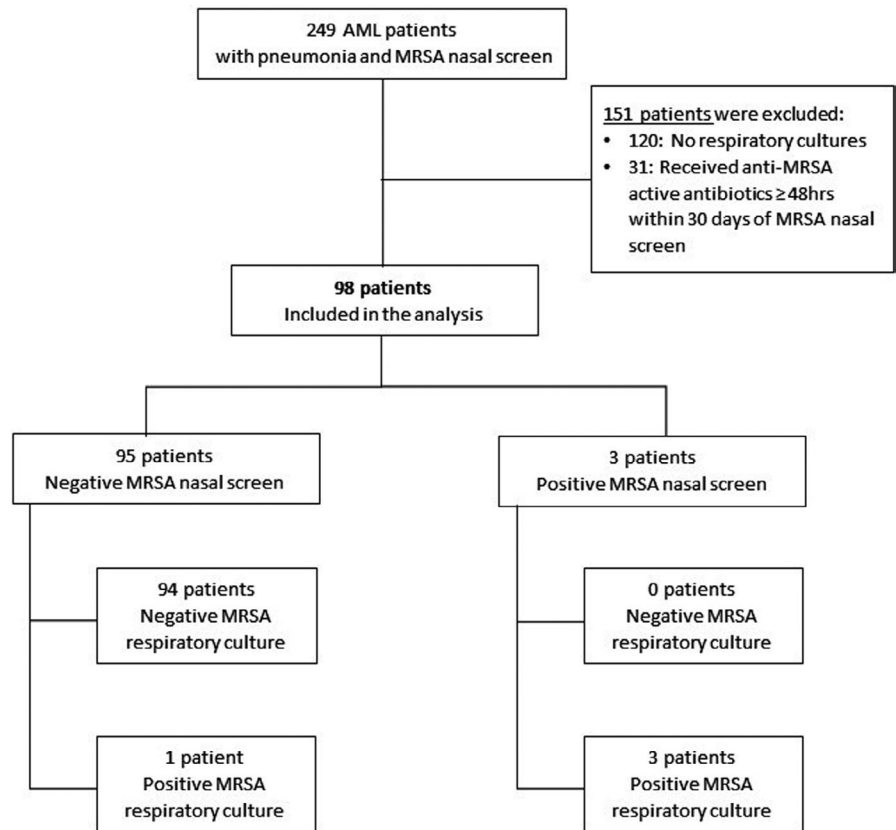 249 AML patients
with pneumonia and MRSA nasal screen
151 patients were excluded:
• 120: No respiratory cultures
• 31: Received anti-MRSA
active antibiotics ≥48hrs
within 30 days of MRSA nasal
screen
98 patients
Included in the analysis
95 patients
Negative MRSA nasal screen
3 patients
Positive MRSA nasal screen
94 patients
Negative MRSA
respiratory culture
0 patients
Negative MRSA
respiratory culture
1 patient
Positive MRSA
respiratory culture
3 patients
Positive MRSA
respiratory culture